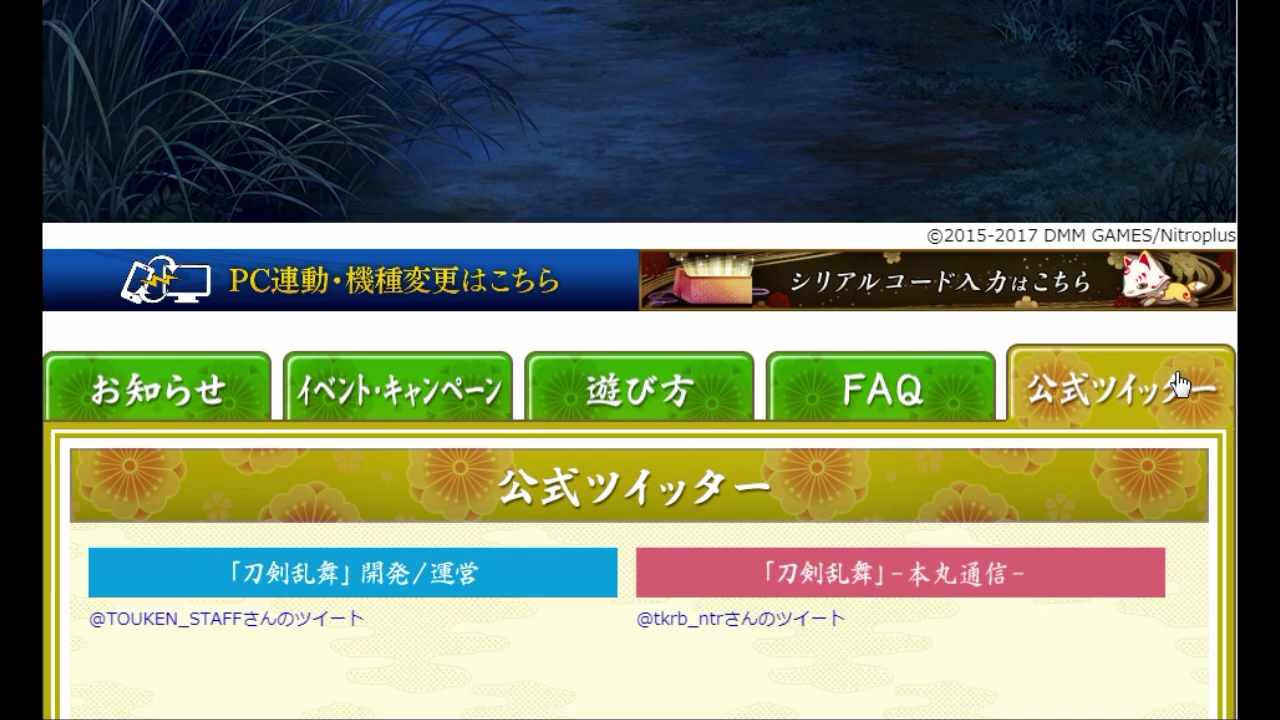 ©2015-2017 DMM GAMES/Nitroplus
PC連動・機種変更はこちら
シリアルコード入力はこちら
お知らせ
イベント・キャンペーン
遊び方
FAQ
公式ツイッター
公式ツイッター
「刀剣乱舞」開発/運営
「刀剣乱舞」-本丸通信-
@TOUKEN_STAFFさんのツイート
@tkrb_ntrさんのツイート